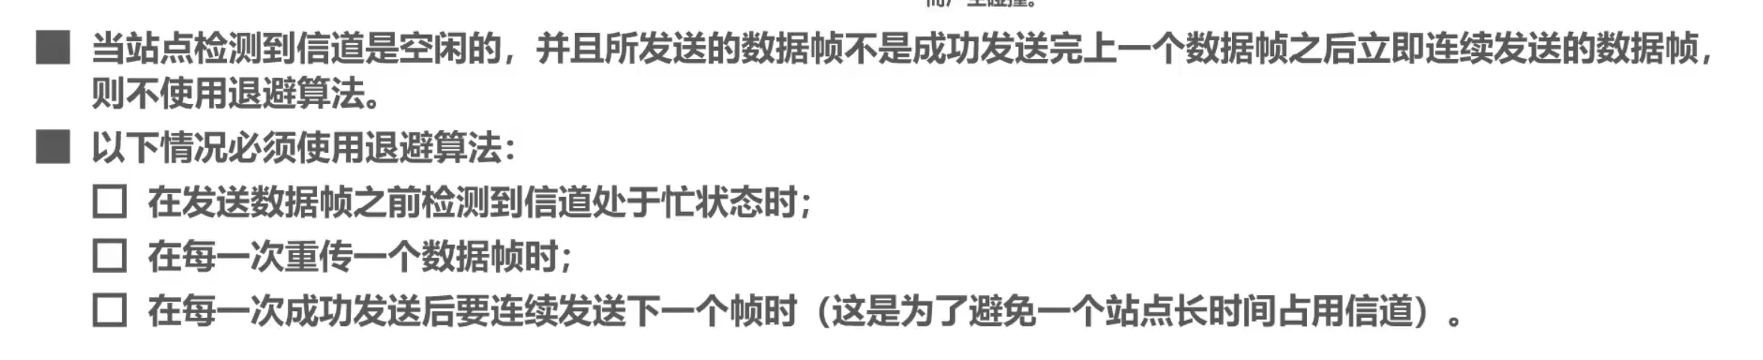 当站点检测到信道是空闲的，并且所发送的数据帧不是成功发送完上一个数据帧之后立即连续发送的数据帧，
则不使用退避算法。
以下情况必须使用退避算法：
在发送数据帧之前检测到信道处于忙状态时；
在每一次重传一个数据帧时；
在每一次成功发送后要连续发送下一个帧时（这是为了避免一个站点长时间占用信道）。